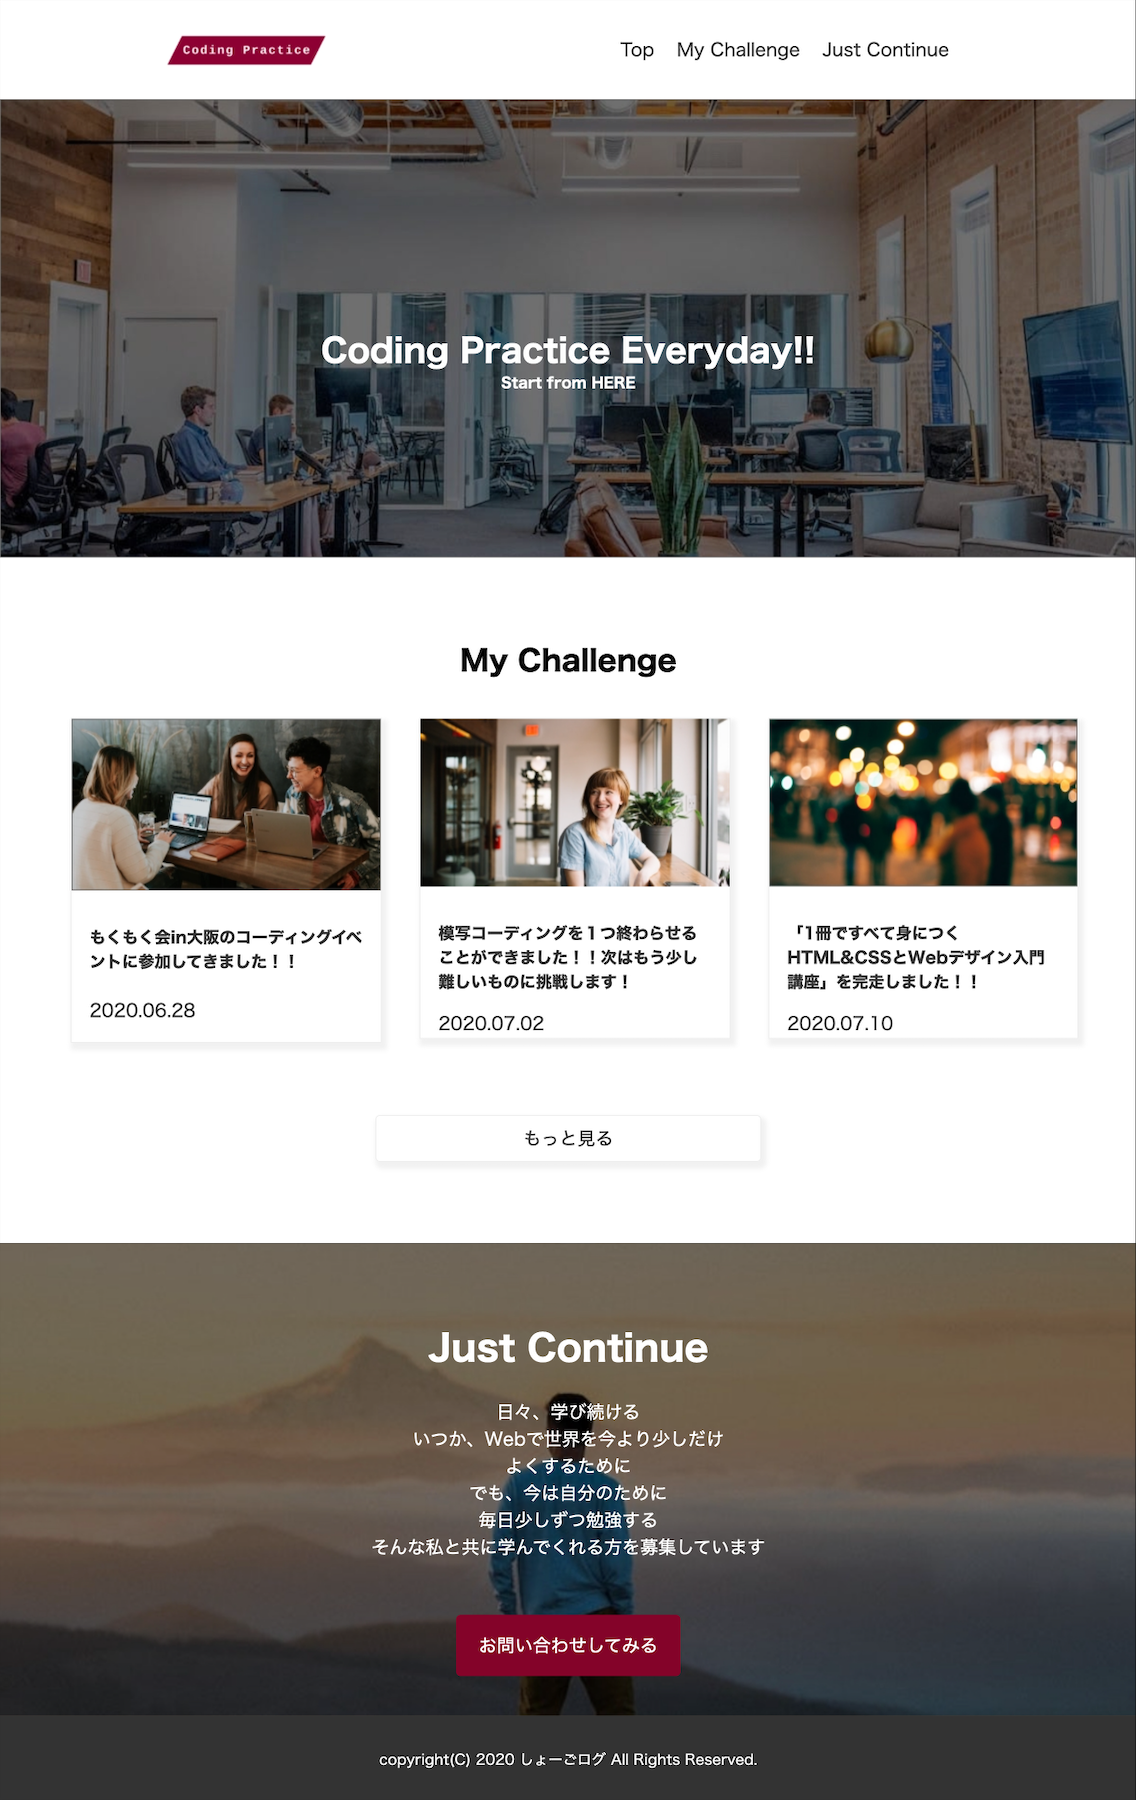 Coding Practice
Top My Challenge Just Continue
Coding Practice Everyday!!
Start from HERE
My Challenge
もくもく会in大阪のコーディングイベ
ントに参加してきました！！
2020.06.28
模写コーディングを１つ終わらせる
ことができました！！次はもう少し
難しいものに挑戦します！
2020.07.02
「1冊ですべて身につく
HTML&CSSとWebデザイン入門
講座」を完走しました！！
2020.07.10
もっと見る
Just Continue
日々、学び続ける
いつか、Webで世界を今より少しだけ
よくするために
でも、今は自分のために
毎日少しずつ勉強する
そんな私と共に学んでくれる方を募集しています
お問い合わせしてみる
copyright(C) 2020 しょーごログ All Rights Reserved.